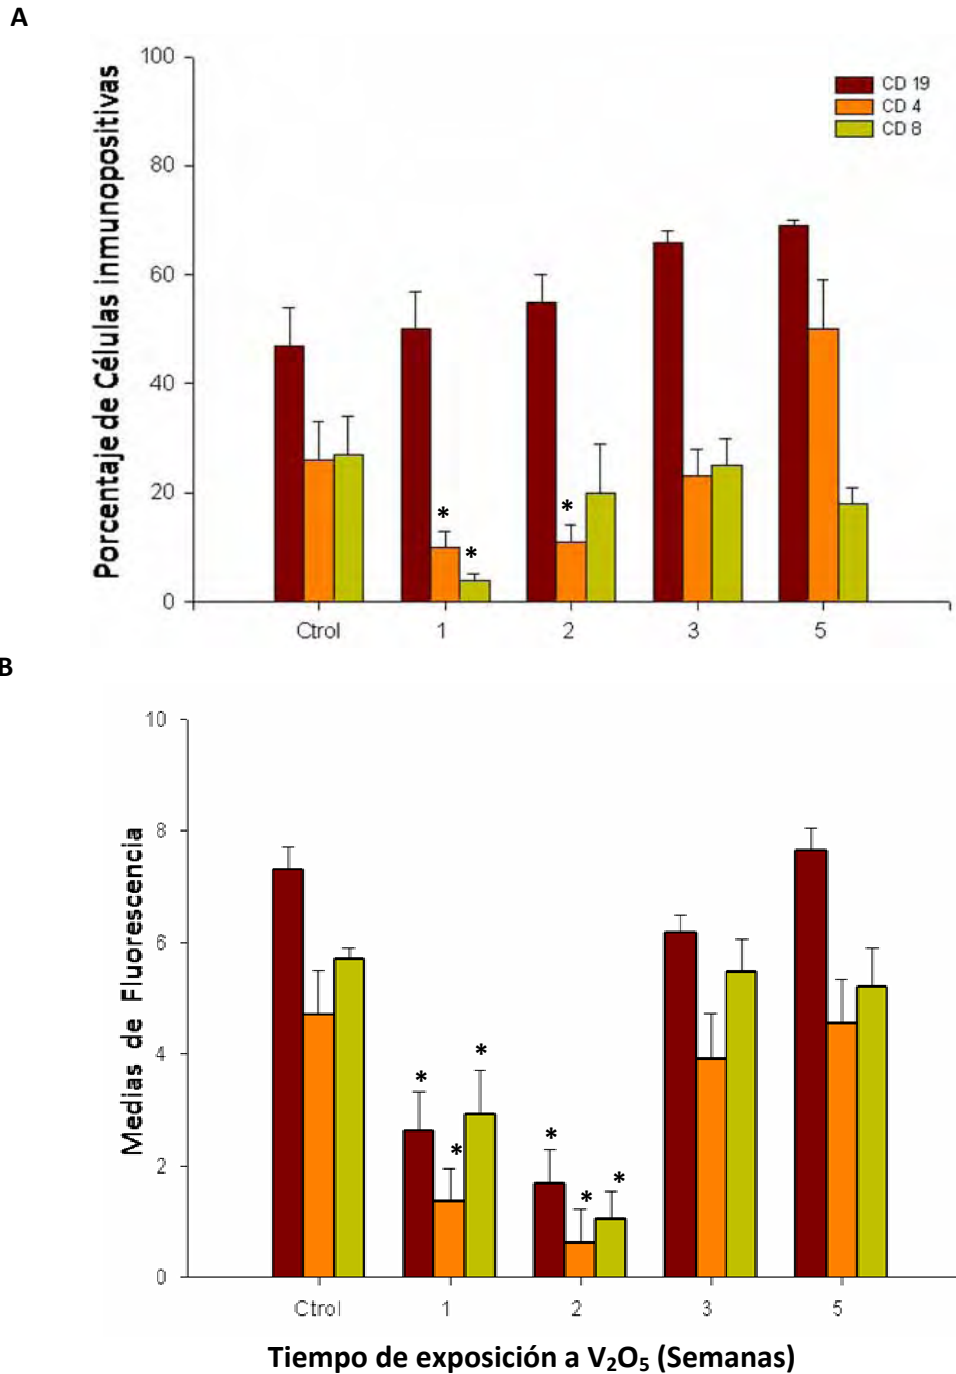 A
Porcentaje de Células inmunopositivas
100
80
60
40
20
0
CD 19
CD 4
CD 8
*
*
*
Ctrol 1 2 3 5
B
Medias de Fluorescencia
10
8
6
4
2
0
*
*
*
*
*
*
Ctrol 1 2 3 5
Tiempo de exposición a V₂O₅ (Semanas)